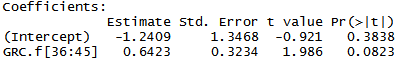 Coefficients:
Estimate Std. Error t value Pr(>|t|)
(Intercept) -1.2409 1.3468 -0.921 0.3838
GRC.f[36:45] 0.6423 0.3234 1.986 0.0823